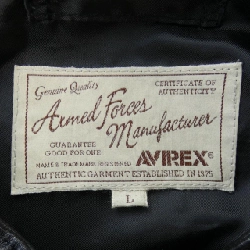 Genuine Quality
CERTIFICATE OF
AUTHENTICITY
Armed Forces
Manufacturer
GUARANTEE
GOOD FOR ONE
AVIREX®
AUTHENTIC GARMENT ESTABLISHED IN 1975
L